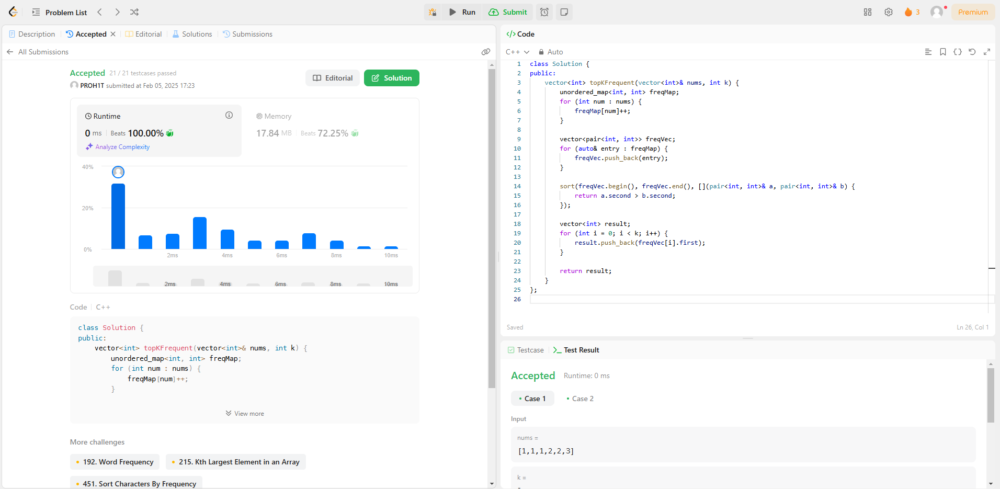 Problem List
Run
Submit
3
Premium
Description
Accepted
Editorial
Solutions
Submissions
All Submissions
Accepted 21 / 21 testcases passed
PROH1T submitted at Feb 05, 2025 17:23
Editorial
Solution
Runtime
0 ms Beats 100.00%
Analyze Complexity
Memory
17.84 MB Beats 72.25%
40%
20%
0%
2ms 4ms 6ms 8ms 10ms
2ms 4ms 6ms 8ms 10ms
Code C++
class Solution {
public:
    vector<int> topKFrequent(vector<int>& nums, int k) {
        unordered_map<int, int> freqMap;
        for (int num : nums) {
            freqMap[num]++;
        }
View more
More challenges
192. Word Frequency
215. Kth Largest Element in an Array
451. Sort Characters By Frequency
Code
C++
Auto
1 class Solution {
2 public:
3     vector<int> topKFrequent(vector<int>& nums, int k) {
4         unordered_map<int, int> freqMap;
5         for (int num : nums) {
6             freqMap[num]++;
7         }
8
9         vector<pair<int, int>> freqVec;
10         for (auto& entry : freqMap) {
11             freqVec.push_back(entry);
12         }
13
14         sort(freqVec.begin(), freqVec.end(), [](pair<int, int>& a, pair<int, int>& b) {
15             return a.second > b.second;
16         });
17
18         vector<int> result;
19         for (int i = 0; i < k; i++) {
20             result.push_back(freqVec[i].first);
21         }
22
23         return result;
24     }
25 };
26
Saved
Ln 26, Col 1
Testcase
Test Result
Accepted Runtime: 0 ms
Case 1
Case 2
Input
nums =
[1,1,1,2,2,3]
k =